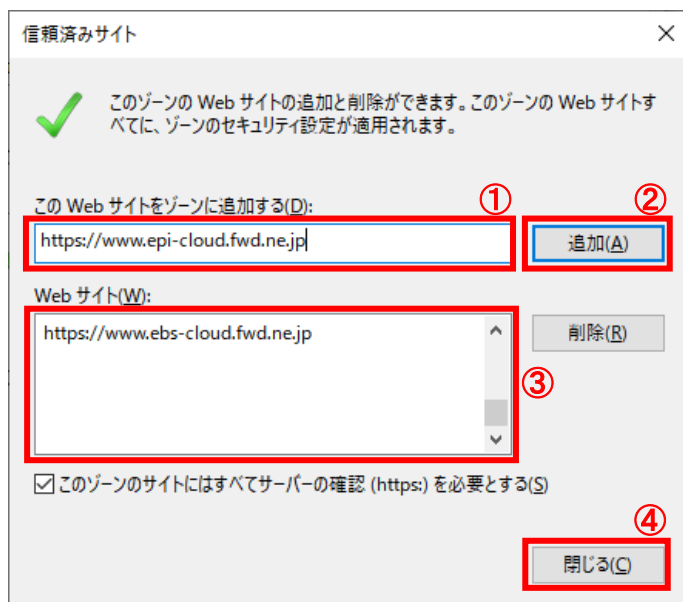 信頼済みサイト
このゾーンの Web サイトの追加と削除ができます。このゾーンの Web サイトす
べてに、ゾーンのセキュリティ設定が適用されます。
この Web サイトをゾーンに追加する(D):
①
②
https://www.epi-cloud.fwd.ne.jp
追加(A)
Web サイト(W):
https://www.ebs-cloud.fwd.ne.jp
削除(R)
③
このゾーンのサイトにはすべてサーバーの確認 (https:) を必要とする(S)
④
閉じる(C)